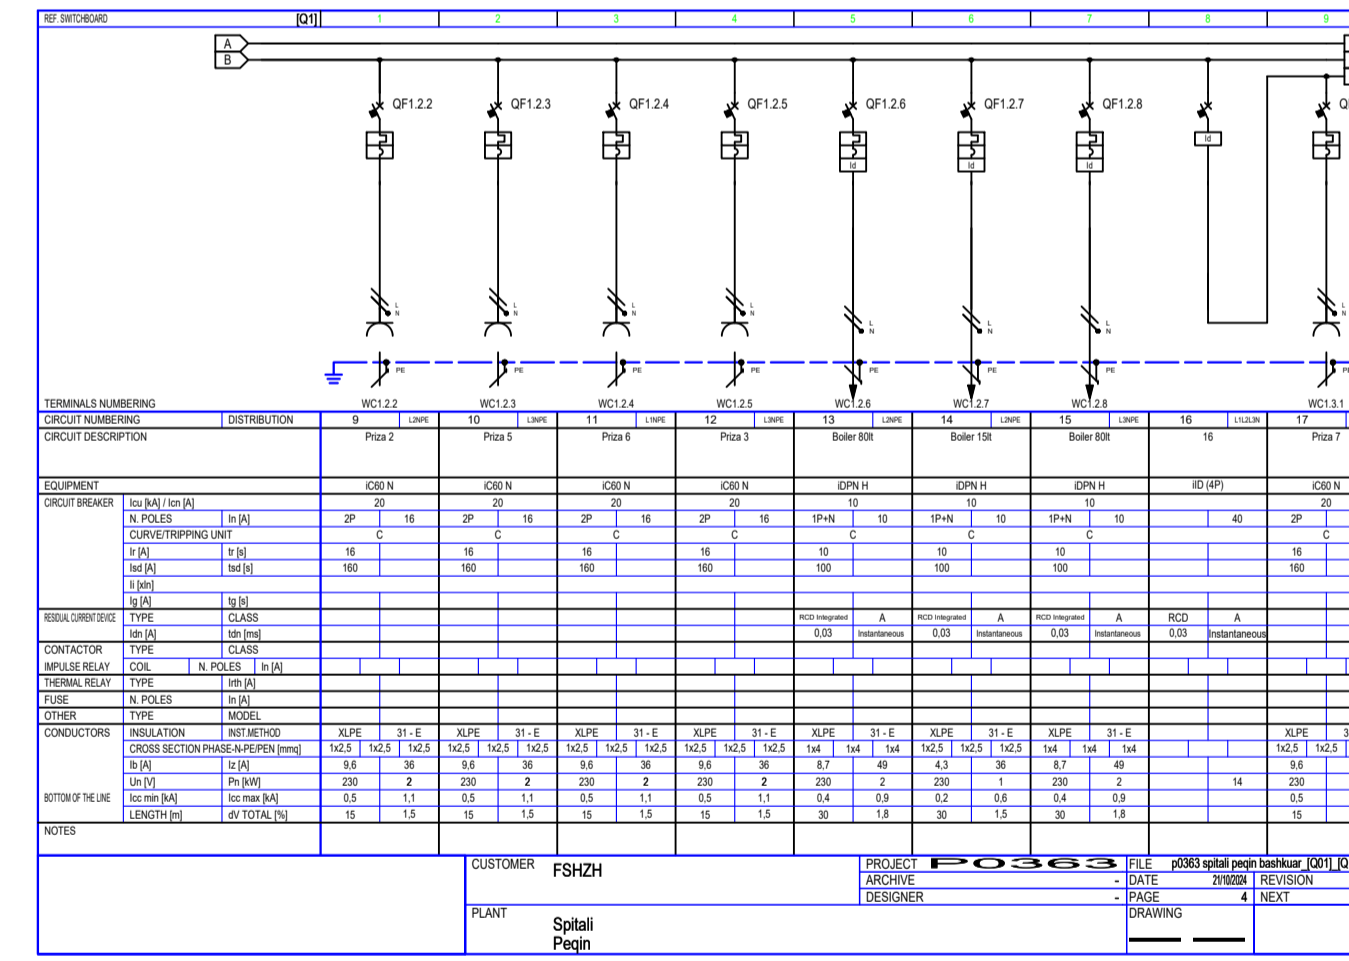 REF. SWITCHBOARD [Q1] 1 2 3 4 5 6 7 8 9
A
B
QF1.2.2 QF1.2.3 QF1.2.4 QF1.2.5 QF1.2.6 QF1.2.7 QF1.2.8
Id Id Id Id
L L L L L
N N N N N
L L L
N N N
PE PE PE PE PE PE PE PE
TERMINALS NUMBERING WC1.2.2 WC1.2.3 WC1.2.4 WC1.2.5 WC1.2.6 WC1.2.7 WC1.2.8 WC1.3.1
CIRCUIT NUMBERING DISTRIBUTION 9 L2NPE 10 L3NPE 11 L1NPE 12 L3NPE 13 L2NPE 14 L2NPE 15 L3NPE 16 L1L2L3N 17
CIRCUIT DESCRIPTION Priza 2 Priza 5 Priza 6 Priza 3 Boiler 80lt Boiler 15lt Boiler 80lt 16 Priza 7
EQUIPMENT iC60 N iC60 N iC60 N iC60 N iDPN H iDPN H iDPN H iID (4P) iC60 N
CIRCUIT BREAKER Icu [kA] / Icn [A] 20 20 20 20 10 10 10 20
N. POLES In [A] 2P 16 2P 16 2P 16 2P 16 1P+N 10 1P+N 10 1P+N 10 40 2P
CURVE/TRIPPING UNIT C C C C C C C C
Ir [A] tr [s] 16 16 16 16 10 10 10 16
Isd [A] tsd [s] 160 160 160 160 100 100 100 160
Ii [xIn]
Ig [A] tg [s]
RESIDUAL CURRENT DEVICE TYPE CLASS RCD Integrated A RCD Integrated A RCD Integrated A RCD A
Idn [A] tdn [ms] 0,03 Instantaneous 0,03 Instantaneous 0,03 Instantaneous 0,03 Instantaneous
CONTACTOR TYPE CLASS
IMPULSE RELAY COIL N. POLES In [A]
THERMAL RELAY TYPE Irth [A]
FUSE N. POLES In [A]
OTHER TYPE MODEL
CONDUCTORS INSULATION INST.METHOD XLPE 31 - E XLPE 31 - E XLPE 31 - E XLPE 31 - E XLPE 31 - E XLPE 31 - E XLPE 31 - E XLPE
CROSS SECTION PHASE-N-PE/PEN [mmq] 1x2,5 1x2,5 1x2,5 1x2,5 1x2,5 1x2,5 1x2,5 1x2,5 1x2,5 1x2,5 1x2,5 1x2,5 1x4 1x4 1x4 1x2,5 1x2,5 1x2,5 1x4 1x4 1x4 1x2,5 1x2,5
Ib [A] Iz [A] 9,6 36 9,6 36 9,6 36 9,6 36 8,7 49 4,3 36 8,7 49 9,6
Un [V] Pn [kW] 230 2 230 2 230 2 230 2 230 2 230 1 230 2 14 230
BOTTOM OF THE LINE Icc min [kA] Icc max [kA] 0,5 1,1 0,5 1,1 0,5 1,1 0,5 1,1 0,4 0,9 0,2 0,6 0,4 0,9 0,5
LENGTH [m] dV TOTAL [%] 15 1,5 15 1,5 15 1,5 15 1,5 30 1,8 30 1,5 30 1,8 15
NOTES
CUSTOMER FSHZH
PLANT Spitali
Peqin
PROJECT P0363
ARCHIVE -
DESIGNER -
FILE p0363 spitali peqin bashkuar_[Q01]_[Q
DATE 21/10/2024 REVISION
PAGE 4 NEXT
DRAWING